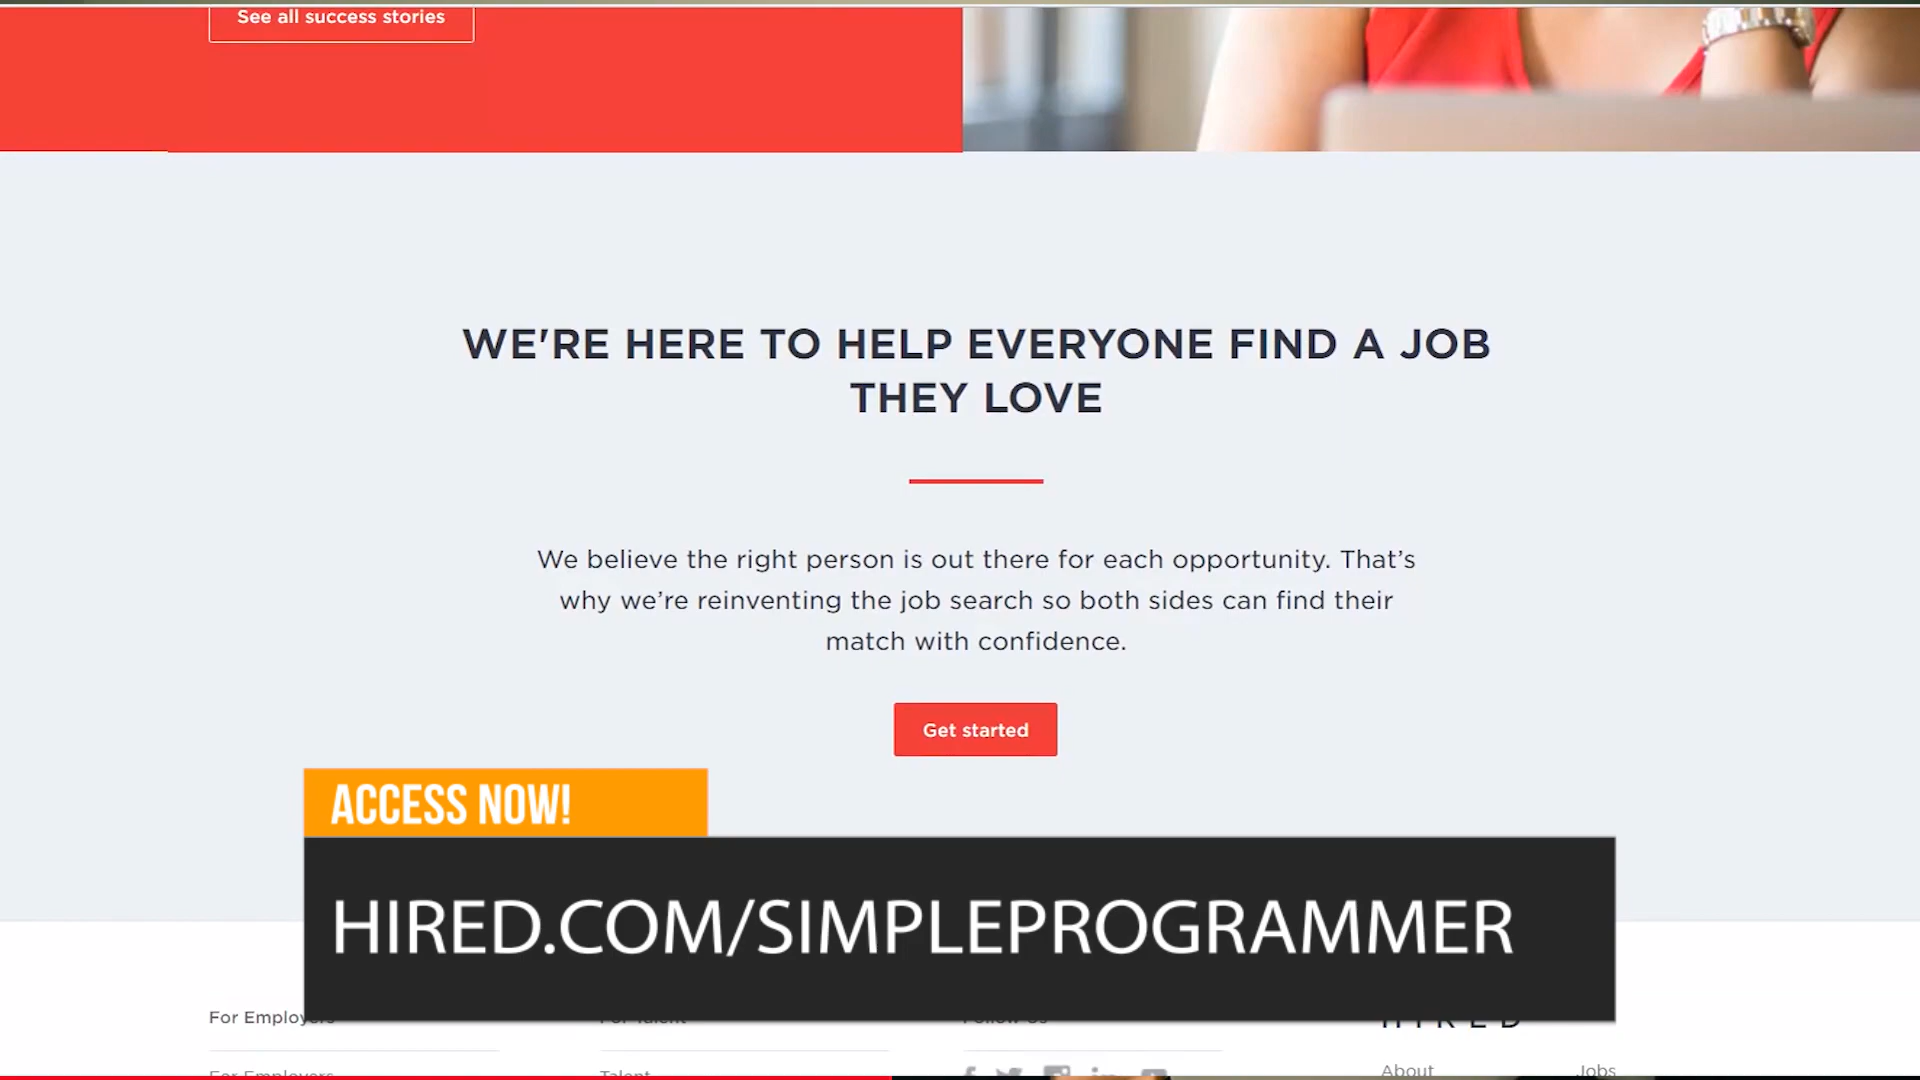 See all success stories
WE'RE HERE TO HELP EVERYONE FIND A JOB
THEY LOVE
We believe the right person is out there for each opportunity. That’s
why we’re reinventing the job search so both sides can find their
match with confidence.
Get started
ACCESS NOW!
HIRED.COM/SIMPLEPROGRAMMER
For Employers
For Talent
Follow Us
HIRED
For Employers
Talent
About
Jobs